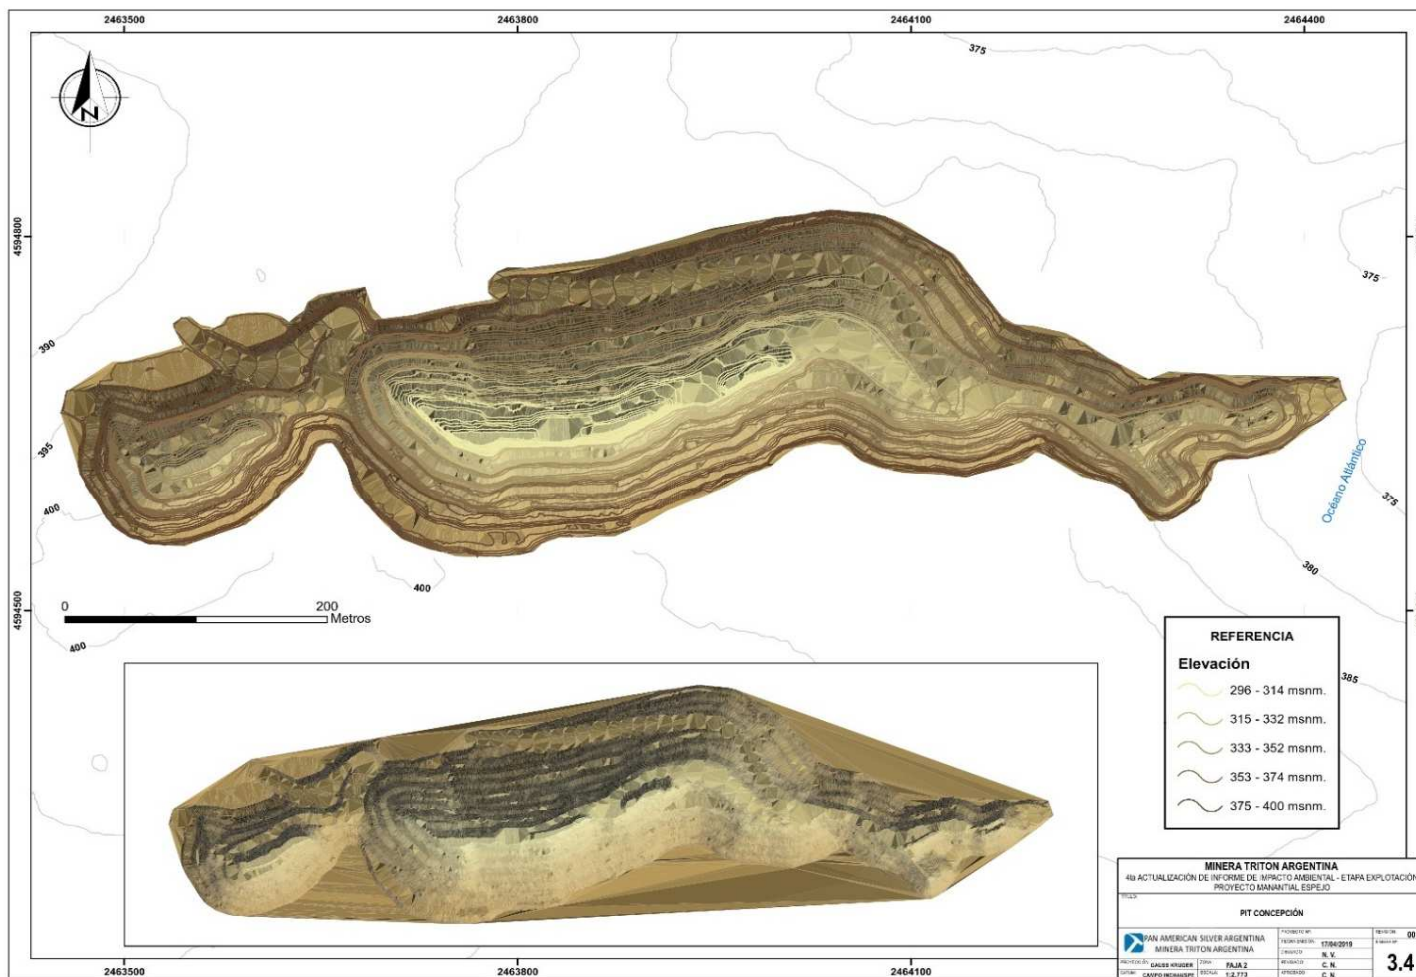 2463500
2463800
2464100
2464400
375
N
4594800
4594800
375
390
395
Océano Atlántico
375
400
380
400
4594500
0
200
Metros
400
REFERENCIA
Elevación
296 - 314 msnm.
315 - 332 msnm.
333 - 352 msnm.
353 - 374 msnm.
375 - 400 msnm.
385
MINERA TRITON ARGENTINA
4ta ACTUALIZACIÓN DE INFORME DE IMPACTO AMBIENTAL - ETAPA EXPLOTACIÓN
PROYECTO MANANTIAL ESPEJO
PIT CONCEPCIÓN
PAN AMERICAN SILVER ARGENTINA
MINERA TRITON ARGENTINA
00
17/04/2019
N. V.
C. N.
3.4
GAUSS KRUGER
FAJA 2
CAMPO INCHAUSPE
1:2.773
C. N.
2463500
2463800
2464100